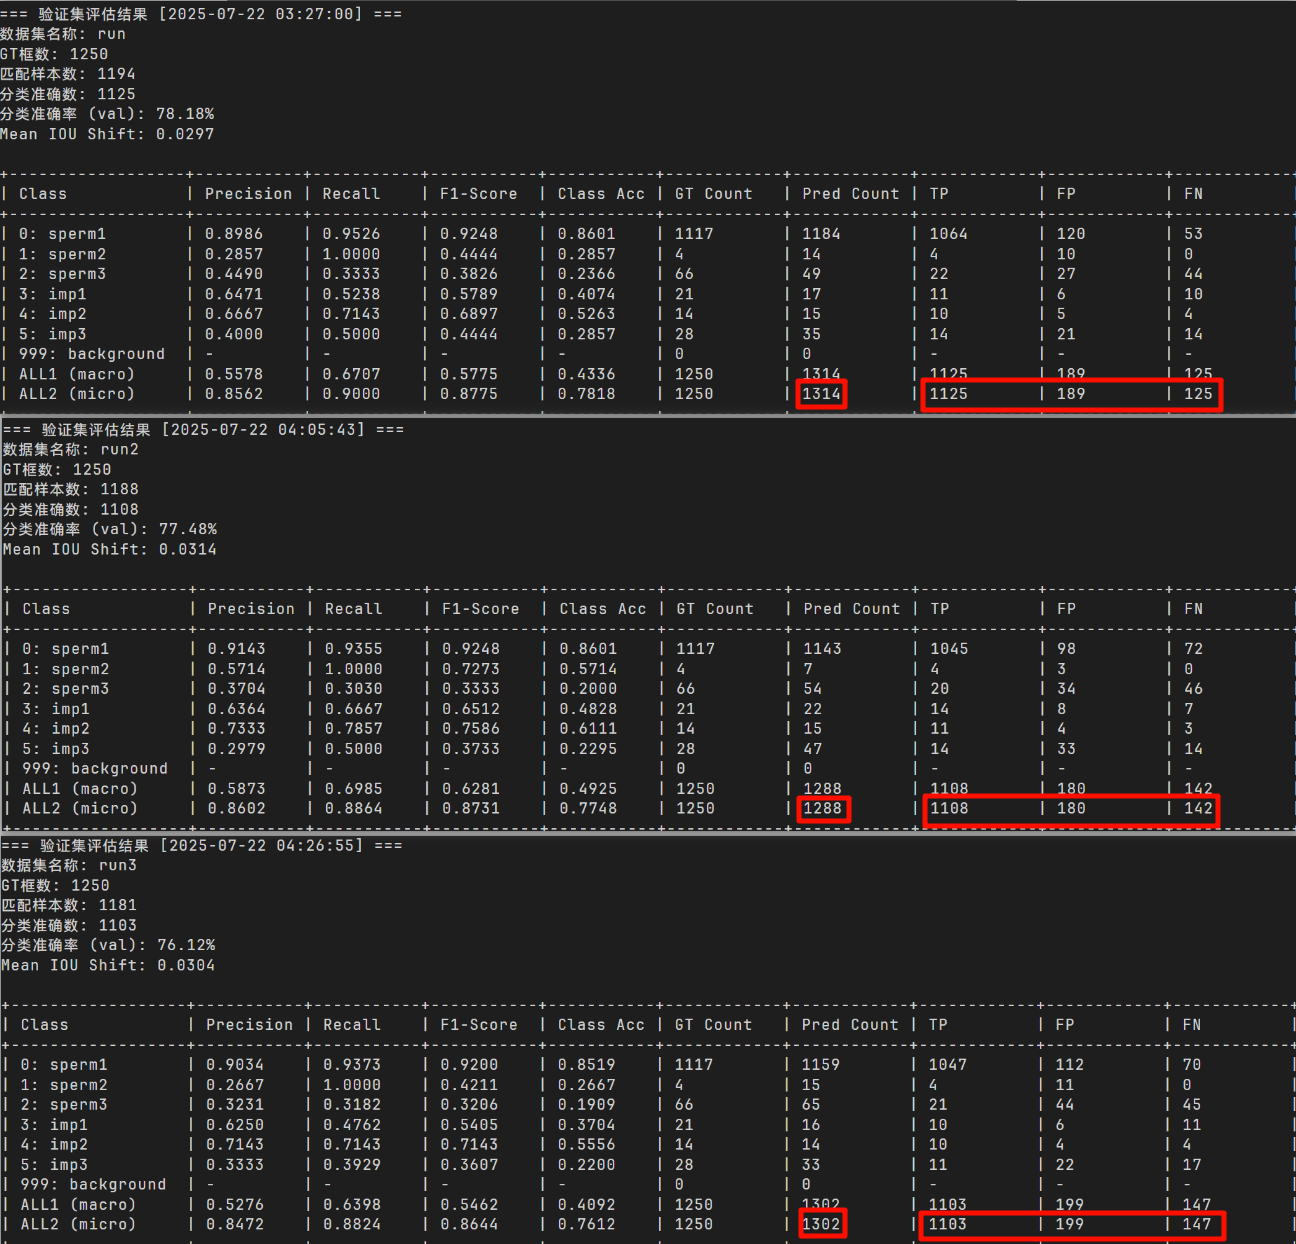 === 验证集评估结果 [2025-07-22 03:27:00] ===
数据集名称: run
GT框数: 1250
匹配样本数: 1194
分类准确数: 1125
分类准确率 (val): 78.18%
Mean IOU Shift: 0.0297
| Class | Precision | Recall | F1-Score | Class Acc | GT Count | Pred Count | TP | FP | FN
| 0: sperm1 | 0.8986 | 0.9526 | 0.9248 | 0.8601 | 1117 | 1184 | 1064 | 120 | 53
| 1: sperm2 | 0.2857 | 1.0000 | 0.4444 | 0.2857 | 4 | 14 | 4 | 10 | 0
| 2: sperm3 | 0.4490 | 0.3333 | 0.3826 | 0.2366 | 66 | 49 | 22 | 27 | 44
| 3: imp1 | 0.6471 | 0.5238 | 0.5789 | 0.4074 | 21 | 17 | 11 | 6 | 10
| 4: imp2 | 0.6667 | 0.7143 | 0.6897 | 0.5263 | 14 | 15 | 10 | 5 | 4
| 5: imp3 | 0.4000 | 0.5000 | 0.4444 | 0.2857 | 28 | 35 | 14 | 21 | 14
| 999: background | - | - | - | - | 0 | 0 | - | - | -
| ALL1 (macro) | 0.5578 | 0.6707 | 0.5775 | 0.4336 | 1250 | 1314 | 1125 | 189 | 125
| ALL2 (micro) | 0.8562 | 0.9000 | 0.8775 | 0.7818 | 1250 | 1314 | 1125 | 189 | 125
=== 验证集评估结果 [2025-07-22 04:05:43] ===
数据集名称: run2
GT框数: 1250
匹配样本数: 1188
分类准确数: 1108
分类准确率 (val): 77.48%
Mean IOU Shift: 0.0314
| Class | Precision | Recall | F1-Score | Class Acc | GT Count | Pred Count | TP | FP | FN
| 0: sperm1 | 0.9143 | 0.9355 | 0.9248 | 0.8601 | 1117 | 1143 | 1045 | 98 | 72
| 1: sperm2 | 0.5714 | 1.0000 | 0.7273 | 0.5714 | 4 | 7 | 4 | 3 | 0
| 2: sperm3 | 0.3704 | 0.3030 | 0.3333 | 0.2000 | 66 | 54 | 20 | 34 | 46
| 3: imp1 | 0.6364 | 0.6667 | 0.6512 | 0.4828 | 21 | 22 | 14 | 8 | 7
| 4: imp2 | 0.7333 | 0.7857 | 0.7586 | 0.6111 | 14 | 15 | 11 | 4 | 3
| 5: imp3 | 0.2979 | 0.5000 | 0.3733 | 0.2295 | 28 | 47 | 14 | 33 | 14
| 999: background | - | - | - | - | 0 | 0 | - | - | -
| ALL1 (macro) | 0.5873 | 0.6985 | 0.6281 | 0.4925 | 1250 | 1288 | 1108 | 180 | 142
| ALL2 (micro) | 0.8602 | 0.8864 | 0.8731 | 0.7748 | 1250 | 1288 | 1108 | 180 | 142
=== 验证集评估结果 [2025-07-22 04:26:55] ===
数据集名称: run3
GT框数: 1250
匹配样本数: 1181
分类准确数: 1103
分类准确率 (val): 76.12%
Mean IOU Shift: 0.0304
| Class | Precision | Recall | F1-Score | Class Acc | GT Count | Pred Count | TP | FP | FN
| 0: sperm1 | 0.9034 | 0.9373 | 0.9200 | 0.8519 | 1117 | 1159 | 1047 | 112 | 70
| 1: sperm2 | 0.2667 | 1.0000 | 0.4211 | 0.2667 | 4 | 15 | 4 | 11 | 0
| 2: sperm3 | 0.3231 | 0.3182 | 0.3206 | 0.1909 | 66 | 65 | 21 | 44 | 45
| 3: imp1 | 0.6250 | 0.4762 | 0.5405 | 0.3704 | 21 | 16 | 10 | 6 | 11
| 4: imp2 | 0.7143 | 0.7143 | 0.7143 | 0.5556 | 14 | 14 | 10 | 4 | 4
| 5: imp3 | 0.3333 | 0.3929 | 0.3607 | 0.2200 | 28 | 33 | 11 | 22 | 17
| 999: background | - | - | - | - | 0 | 0 | - | - | -
| ALL1 (macro) | 0.5276 | 0.6398 | 0.5462 | 0.4092 | 1250 | 1302 | 1103 | 199 | 147
| ALL2 (micro) | 0.8472 | 0.8824 | 0.8644 | 0.7612 | 1250 | 1302 | 1103 | 199 | 147